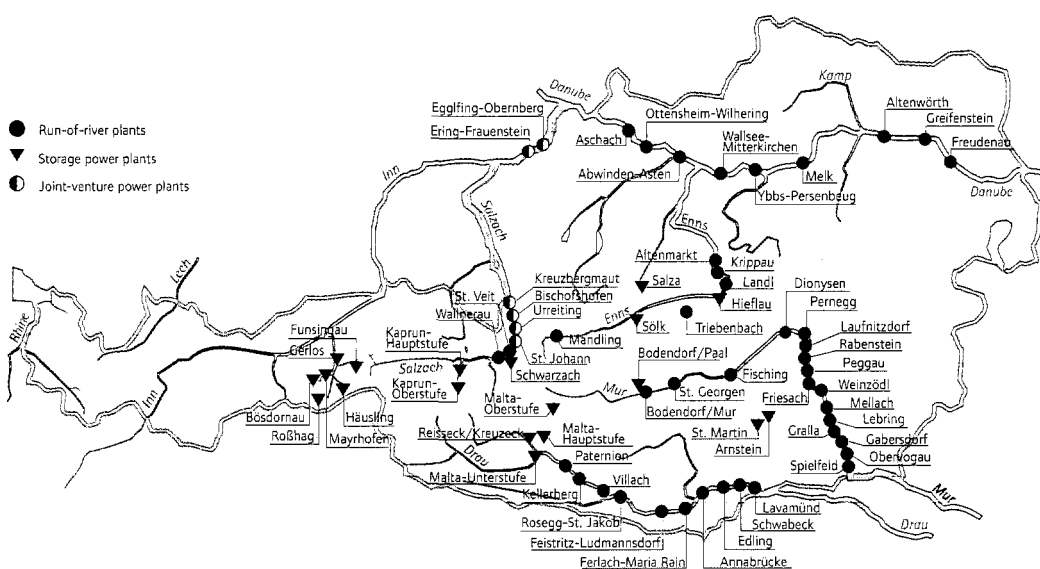 Run-of-river plants
Storage power plants
Joint-venture power plants
Egglfing-Obernberg
Ering-Frauenstein
Danube
Aschach
Ottensheim-Wilhering
Abwinden-Asten
Wallsee-
Mitterkirchen
Ybbs-Persenbeug
Melk
Kamp
Altenwörth
Greifenstein
Freudenau
Danube
Inn
Salzach
Enns
Altenmarkt
Krippau
Landl
Hieflau
Salza
Sölk
Triebenbach
Enns
Mandling
Kreuzbergmaut
Bischofshofen
Urreiting
St. Veit
Wallnerau
St. Johann
Schwarzach
Salzach
Kaprun-
Hauptstufe
Kaprun-
Oberstufe
Lech
Rhine
Inn
Funsingau
Gerlos
Bösdornau
Roßhag
Mayrhofen
Häusling
Dionysen
Pernegg
Laufnitzdorf
Rabenstein
Peggau
Weinzödl
Mellach
Lebring
Gabersdorf
Obervogau
Friesach
Gralla
Spielfeld
Mur
Bodendorf/Paal
Fisching
St. Georgen
Bodendorf/Mur
St. Martin
Arnstein
Mur
Malta-
Oberstufe
Reisseck/Kreuzeck
Malta-
Hauptstufe
Drau
Malta-Unterstufe
Paternion
Kellerberg
Villach
Rosegg-St. Jakob
Feistritz-Ludmannsdorf
Ferlach-Maria Rain
Annabrücke
Edling
Schwabeck
Lavamünd
Drau